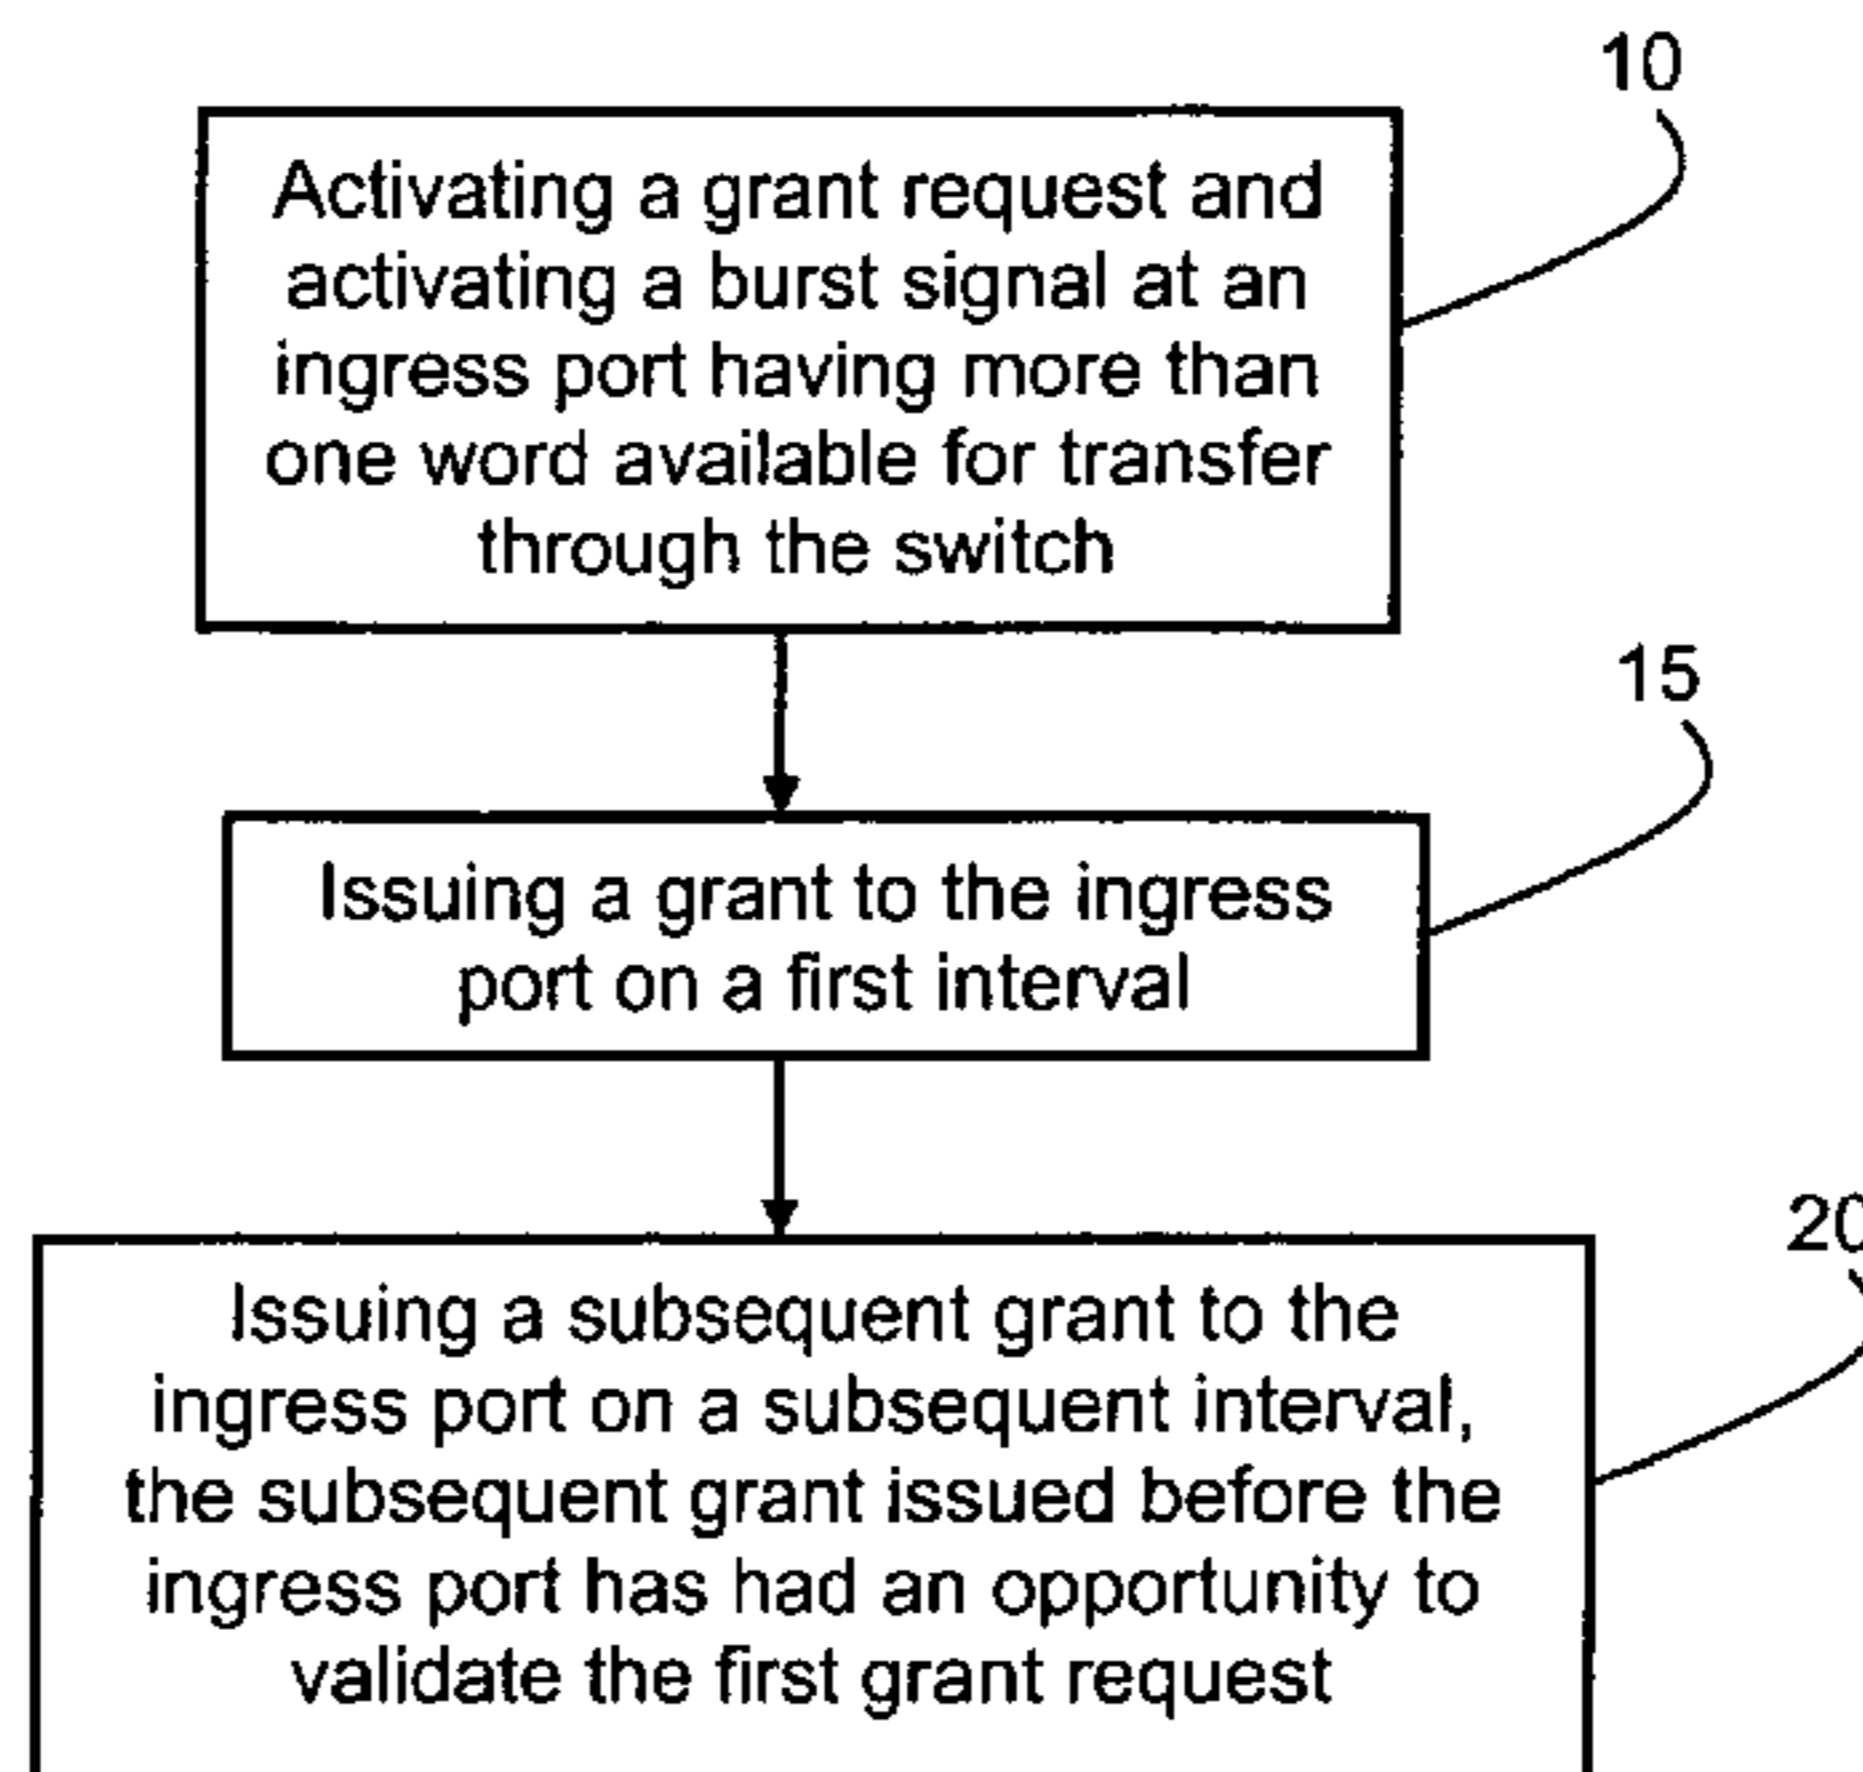 10
Activating a grant request and
activating a burst signal at an
ingress port having more than
one word available for transfer
through the switch
15
Issuing a grant to the ingress
port on a first interval
20
Issuing a subsequent grant to the
ingress port on a subsequent interval,
the subsequent grant issued before the
ingress port has had an opportunity to
validate the first grant request